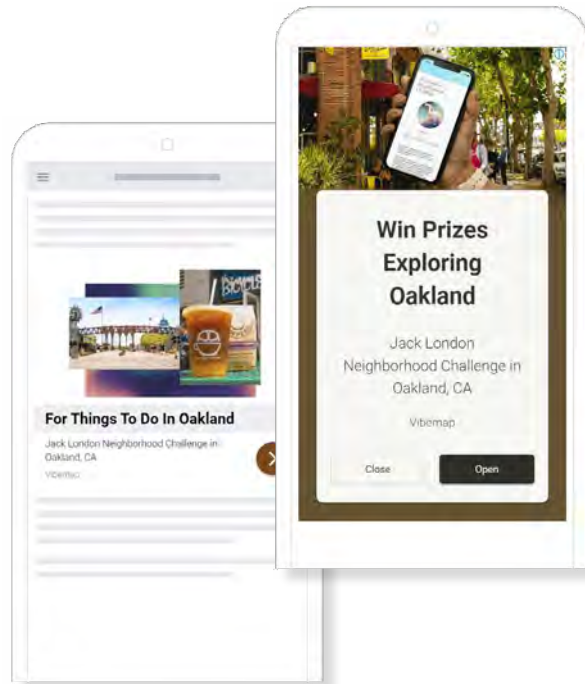 BICYCLE
For Things To Do In Oakland
Jack London Neighborhood Challenge in
Oakland, CA
Vibemap
Win Prizes
Exploring
Oakland
Jack London
Neighborhood Challenge in
Oakland, CA
Vibemap
Close
Open